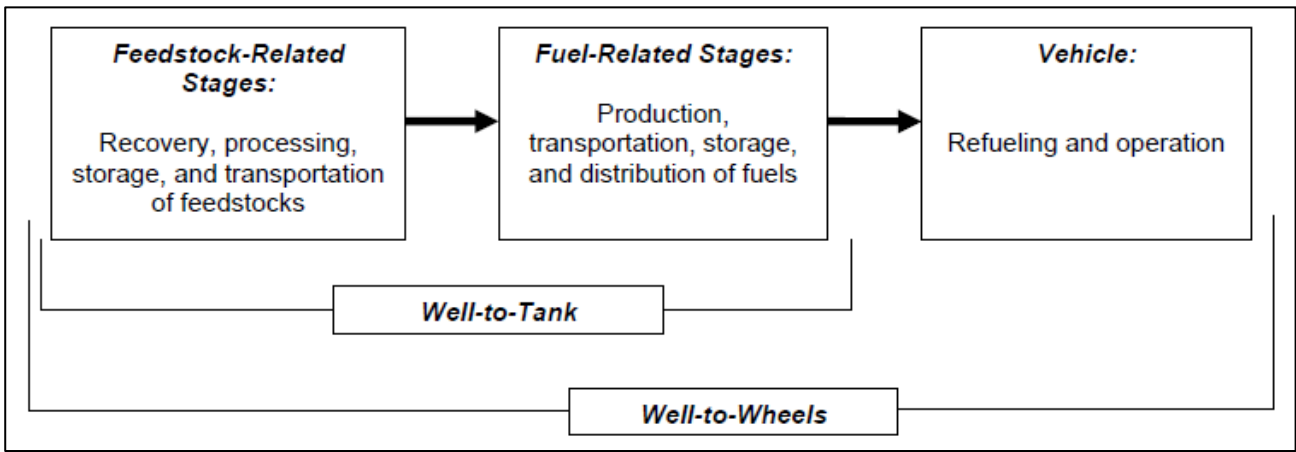 Feedstock-Related
Stages:
Recovery, processing,
storage, and transportation
of feedstocks
Fuel-Related Stages:
Production,
transportation, storage,
and distribution of fuels
Vehicle:
Refueling and operation
Well-to-Tank
Well-to-Wheels